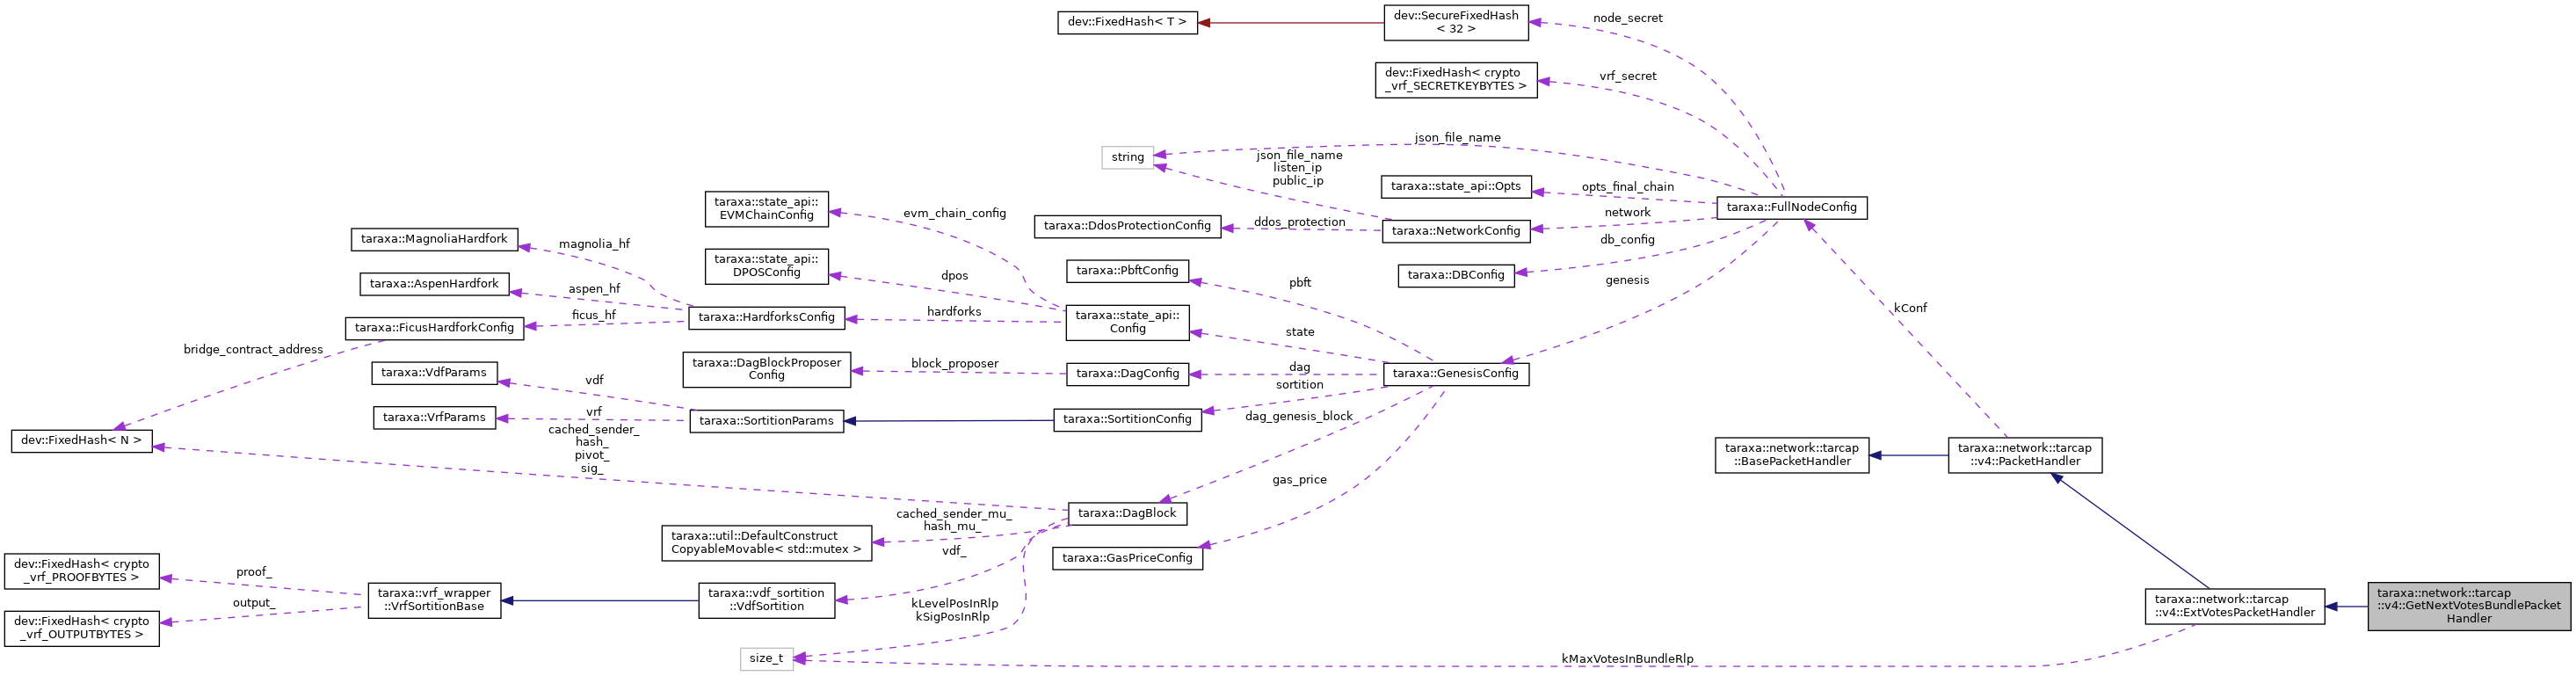 dev::FixedHash< T >
dev::SecureFixedHash
< 32 >
node_secret
dev::FixedHash< crypto
_vrf_SECRETKEYBYTES >
vrf_secret
json_file_name
string
json_file_name
listen_ip
public_ip
taraxa::state_api::Opts
opts_final_chain
taraxa::FullNodeConfig
taraxa::state_api::
EVMChainConfig
evm_chain_config
taraxa::DdosProtectionConfig
ddos_protection
taraxa::NetworkConfig
network
taraxa::MagnoliaHardfork
magnolia_hf
db_config
taraxa::state_api::
DPOSConfig
dpos
taraxa::PbftConfig
pbft
taraxa::DBConfig
genesis
taraxa::AspenHardfork
aspen_hf
taraxa::HardforksConfig
hardforks
taraxa::state_api::
Config
state
kConf
taraxa::FicusHardforkConfig
ficus_hf
bridge_contract_address
taraxa::DagBlockProposer
Config
block_proposer
taraxa::DagConfig
dag
taraxa::GenesisConfig
taraxa::VdfParams
vdf
sortition
taraxa::VrfParams
vrf
taraxa::SortitionParams
taraxa::SortitionConfig
dag_genesis_block
dev::FixedHash< N >
cached_sender_
hash_
pivot_
sig_
taraxa::network::tarcap
::BasePacketHandler
taraxa::network::tarcap
::v4::PacketHandler
gas_price
taraxa::DagBlock
cached_sender_mu_
hash_mu_
taraxa::util::DefaultConstruct
CopyableMovable< std::mutex >
vdf_
taraxa::GasPriceConfig
dev::FixedHash< crypto
_vrf_PROOFBYTES >
proof_
taraxa::vrf_wrapper
::VrfSortitionBase
taraxa::vdf_sortition
::VdfSortition
output_
dev::FixedHash< crypto
_vrf_OUTPUTBYTES >
kLevelPosInRlp
kSigPosInRlp
size_t
kMaxVotesInBundleRlp
taraxa::network::tarcap
::v4::ExtVotesPacketHandler
taraxa::network::tarcap
::v4::GetNextVotesBundlePacket
Handler